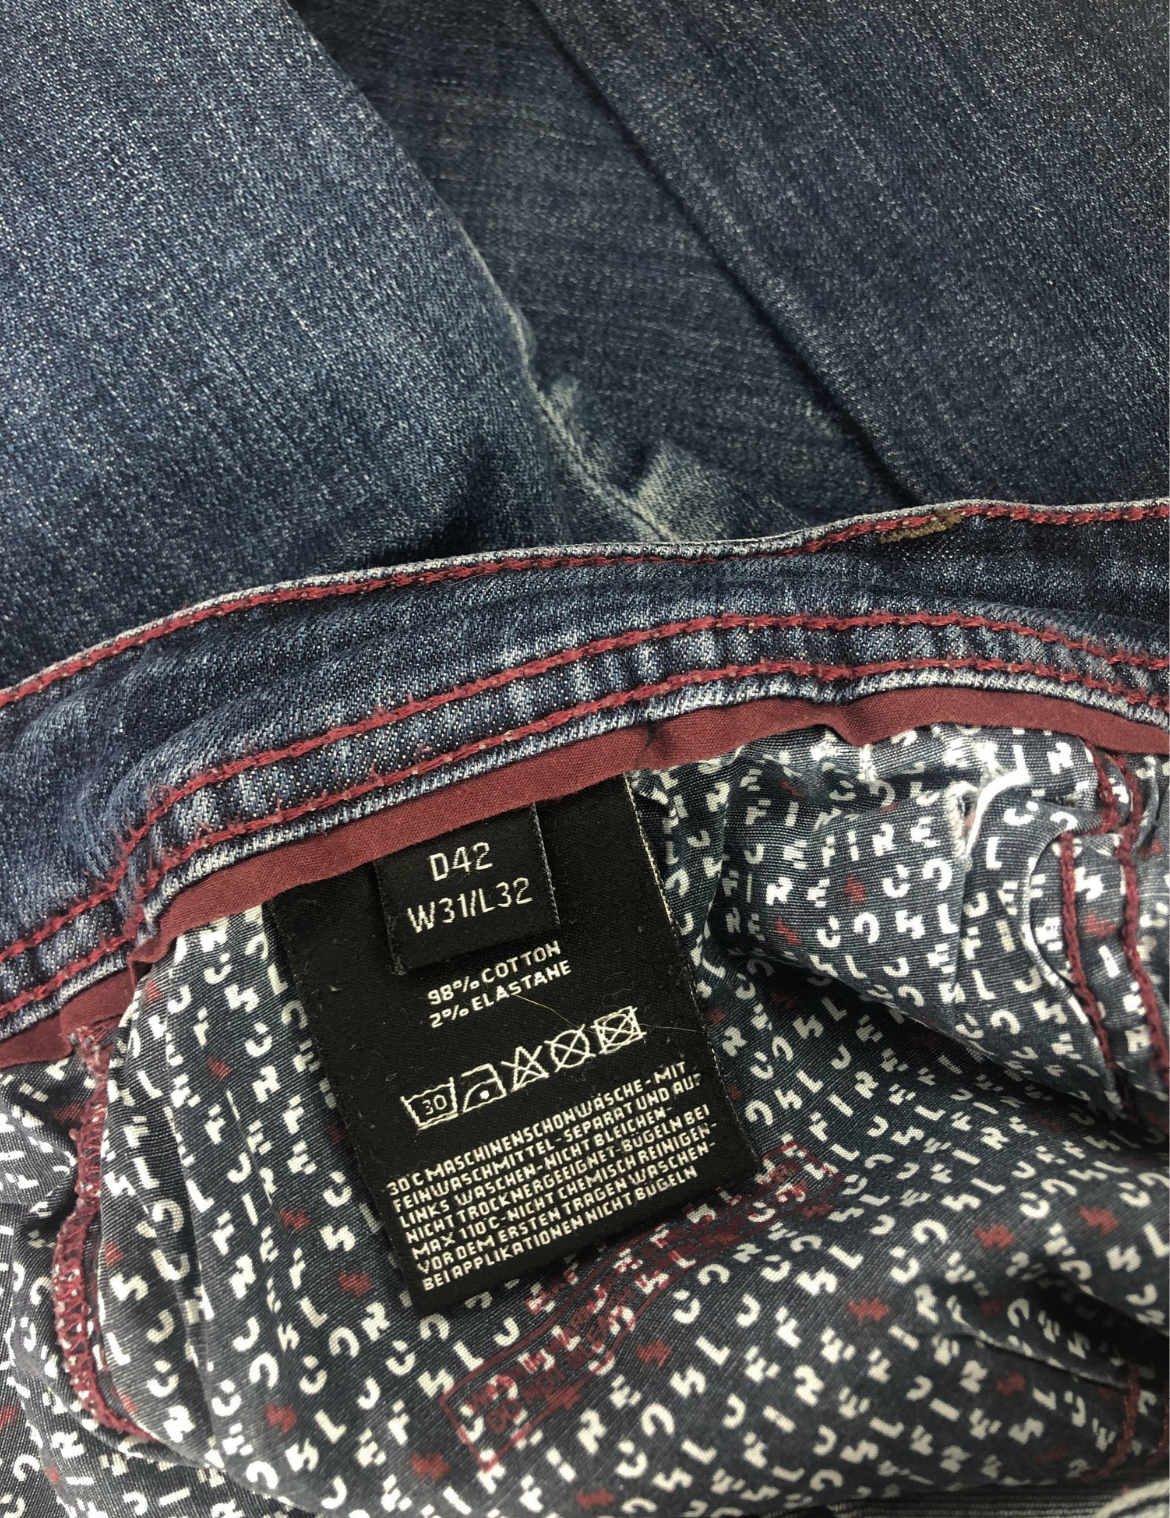 D42
W31/L32
98% COTTON
2% ELASTANE
30
30°C MASCHINENSCHONWÄSCHE-MIT
FEINWASCHMITTEL-SEPARAT UND AUF
LINKS WASCHEN-NICHT BLEICHEN-
NICHT TROCKNERGEEIGNET-BÜGELN BEI
MAX 110°C-NICHT CHEMISCH REINIGEN-
VOR DEM ERSTEN TRAGEN WASCHEN-
BEI APPLIKATIONEN NICHT BÜGELN
FIRE